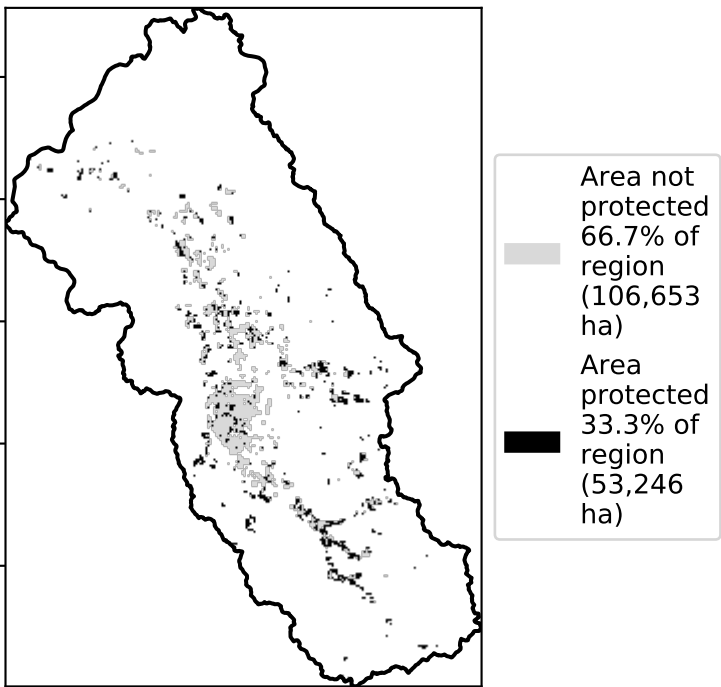 Area not
protected
66.7% of
region
(106,653
ha)
Area
protected
33.3% of
region
(53,246
ha)